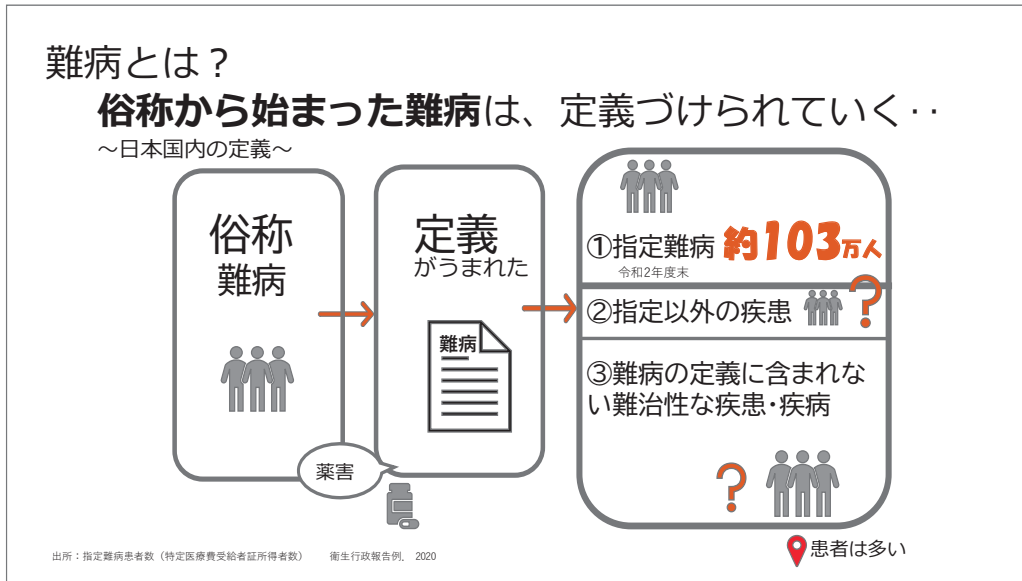 難病とは？
俗称から始まった難病は、定義づけられていく‥
～日本国内の定義～
俗称
難病
定義
がうまれた
難病
薬害
①指定難病 約103万人
令和2年度末
②指定以外の疾患 ?
③難病の定義に含まれな
い難治性な疾患･疾病
?
患者は多い
出所：指定難病患者数（特定医療費受給者証所得者数） 衛生行政報告例， 2020